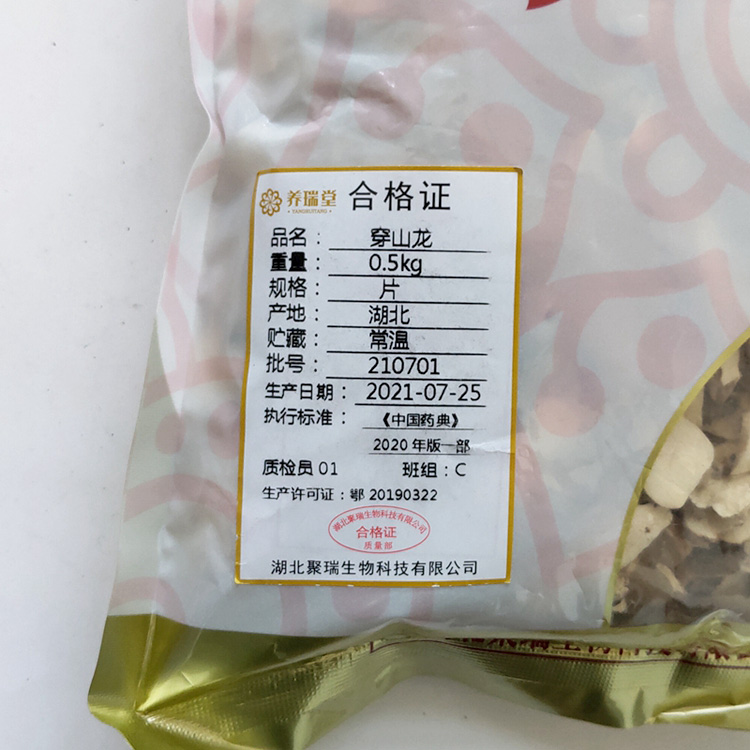 养瑞堂 合格证
·YANGRUITANG·
品名： 穿山龙
重量： 0.5kg
规格： 片
产地： 湖北
贮藏： 常温
批号： 210701
生产日期： 2021-07-25
执行标准： 《中国药典》
2020 年版一部
质检员 01 班组：C
生产许可证：鄂 20190322
湖北聚瑞生物科技有限公司
合格证
质量部
湖北聚瑞生物科技有限公司